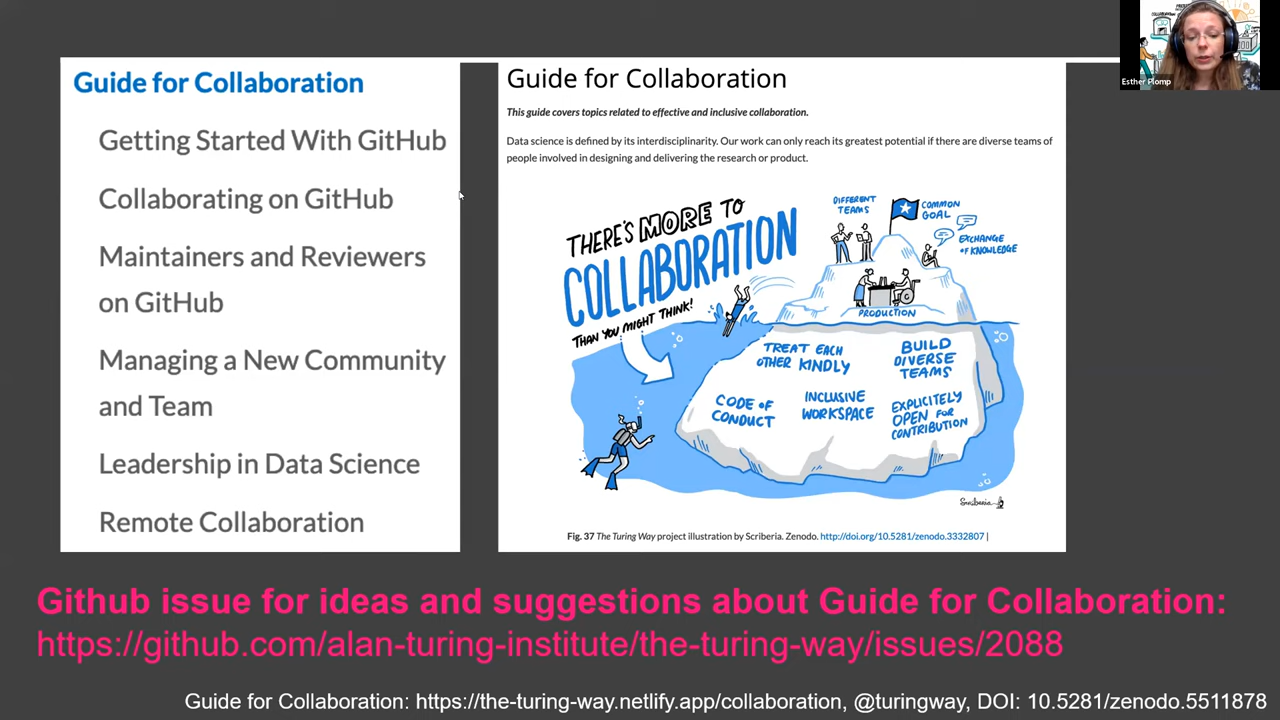 Guide for Collaboration
Getting Started With GitHub
Collaborating on GitHub
Maintainers and Reviewers
on GitHub
Managing a New Community
and Team
Leadership in Data Science
Remote Collaboration
Guide for Collaboration
This guide covers topics related to effective and inclusive collaboration.
Data science is defined by its interdisciplinarity. Our work can only reach its greatest potential if there are diverse teams of
people involved in designing and delivering the research or product.
THERE'S MORE TO
COLLABORATION
THAN YOU MIGHT THINK!
DIFFERENT
TEAMS
COMMON
GOAL
EXCHANGE
OF KNOWLEDGE
PRODUCTION
TREAT EACH
OTHER KINDLY
BUILD
DIVERSE
TEAMS
CODE OF
CONDUCT
INCLUSIVE
WORKSPACE
EXPLICITLY
OPEN FOR
CONTRIBUTION
Scriberia
Fig. 37 The Turing Way project illustration by Scriberia. Zenodo. http://doi.org/10.5281/zenodo.3332807 |
Esther Plomp
Github issue for ideas and suggestions about Guide for Collaboration:
https://github.com/alan-turing-institute/the-turing-way/issues/2088
Guide for Collaboration: https://the-turing-way.netlify.app/collaboration, @turingway, DOI: 10.5281/zenodo.5511878